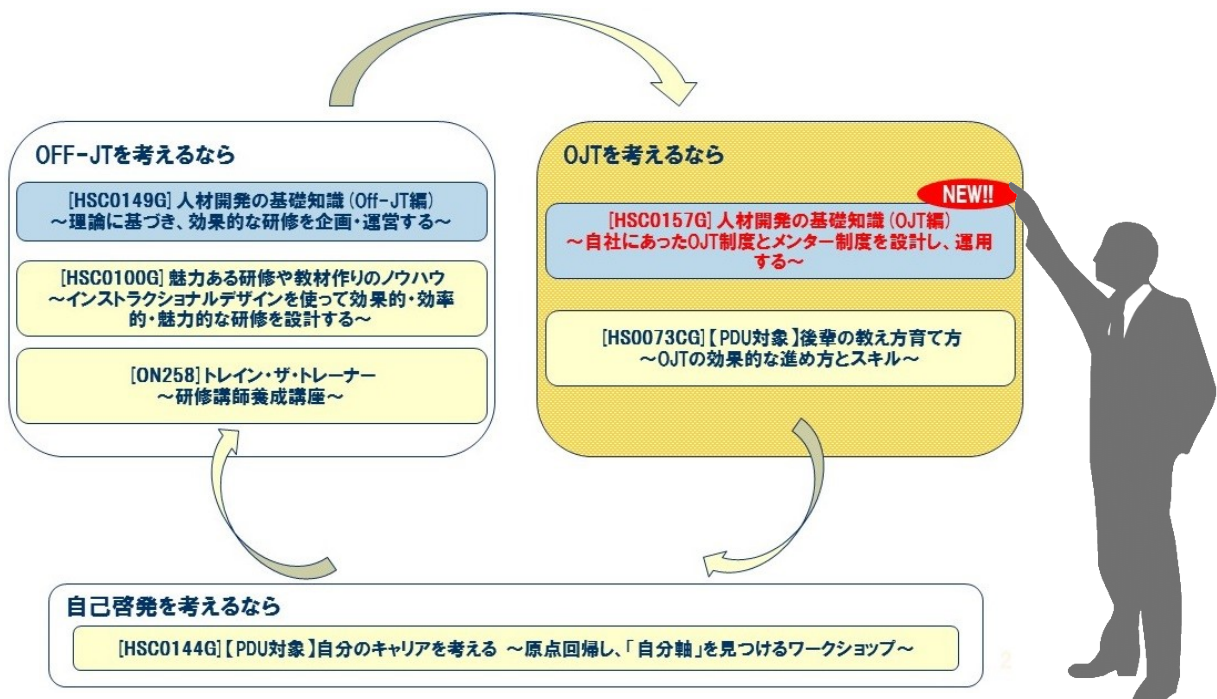 OFF-JTを考えるなら
[HSC0149G] 人材開発の基礎知識(Off-JT編)
～理論に基づき、効果的な研修を企画・運営する～
[HSC0100G] 魅力ある研修や教材作りのノウハウ
～インストラクショナルデザインを使って効果的・効率
的・魅力的な研修を設計する～
[ON258] トレイン・ザ・トレーナー
～研修講師養成講座～
OJTを考えるなら
NEW!!
[HSC0157G] 人材開発の基礎知識(OJT編)
～自社にあったOJT制度とメンター制度を設計し、運用
する～
[HS0073CG]【PDU対象】後輩の教え方育て方
～OJTの効果的な進め方とスキル～
自己啓発を考えるなら
[HSC0144G]【PDU対象】自分のキャリアを考える ～原点回帰し、「自分軸」を見つけるワークショップ～
2